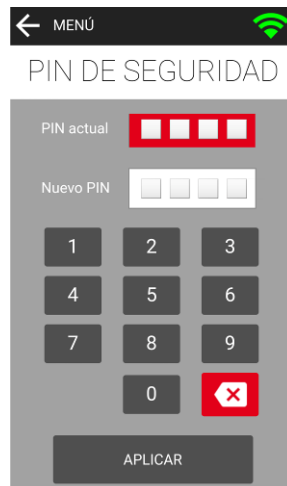 MENÚ
PIN DE SEGURIDAD
PIN actual
Nuevo PIN
1 2 3
4 5 6
7 8 9
0
APLICAR